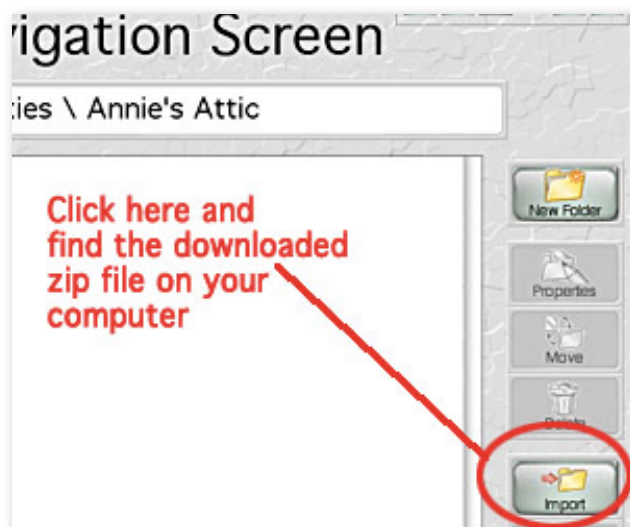 vigation Screen
ties \ Annie's Attic
New Folder
Click here and
find the downloaded
zip file on your
computer
Properties
Move
Delete
Import